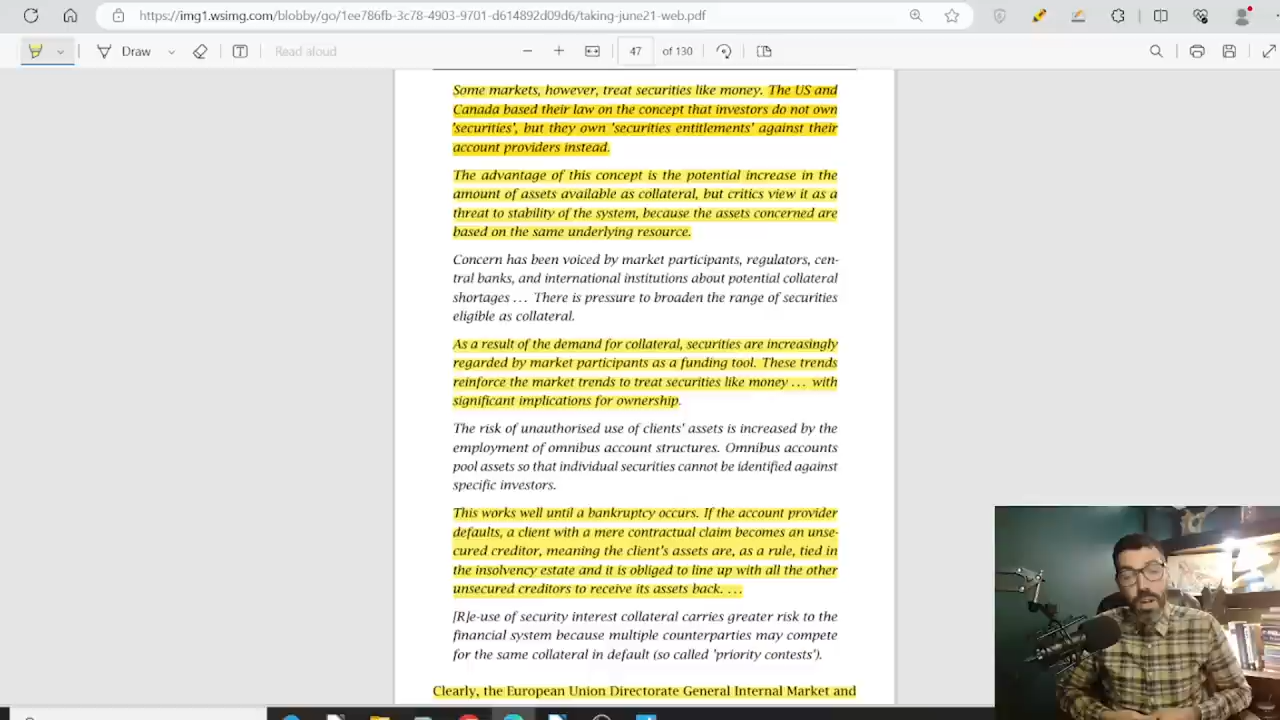 https://img1.wsimg.com/blobby/go/1ee786fb-3c78-4903-9701-d614892d09d6/taking-june21-web.pdf
Draw
Read aloud
47 of 130
Some markets, however, treat securities like money. The US and
Canada based their law on the concept that investors do not own
'securities', but they own 'securities entitlements' against their
account providers instead.
The advantage of this concept is the potential increase in the
amount of assets available as collateral, but critics view it as a
threat to stability of the system, because the assets concerned are
based on the same underlying resource.
Concern has been voiced by market participants, regulators, cen-
tral banks, and international institutions about potential collateral
shortages … There is pressure to broaden the range of securities
eligible as collateral.
As a result of the demand for collateral, securities are increasingly
regarded by market participants as a funding tool. These trends
reinforce the market trends to treat securities like money … with
significant implications for ownership.
The risk of unauthorised use of clients' assets is increased by the
employment of omnibus account structures. Omnibus accounts
pool assets so that individual securities cannot be identified against
specific investors.
This works well until a bankruptcy occurs. If the account provider
defaults, a client with a mere contractual claim becomes an unse-
cured creditor, meaning the client's assets are, as a rule, tied in
the insolvency estate and it is obliged to line up with all the other
unsecured creditors to receive its assets back. …
[R]e-use of security interest collateral carries greater risk to the
financial system because multiple counterparties may compete
for the same collateral in default (so called 'priority contests').
Clearly, the European Union Directorate General Internal Market and